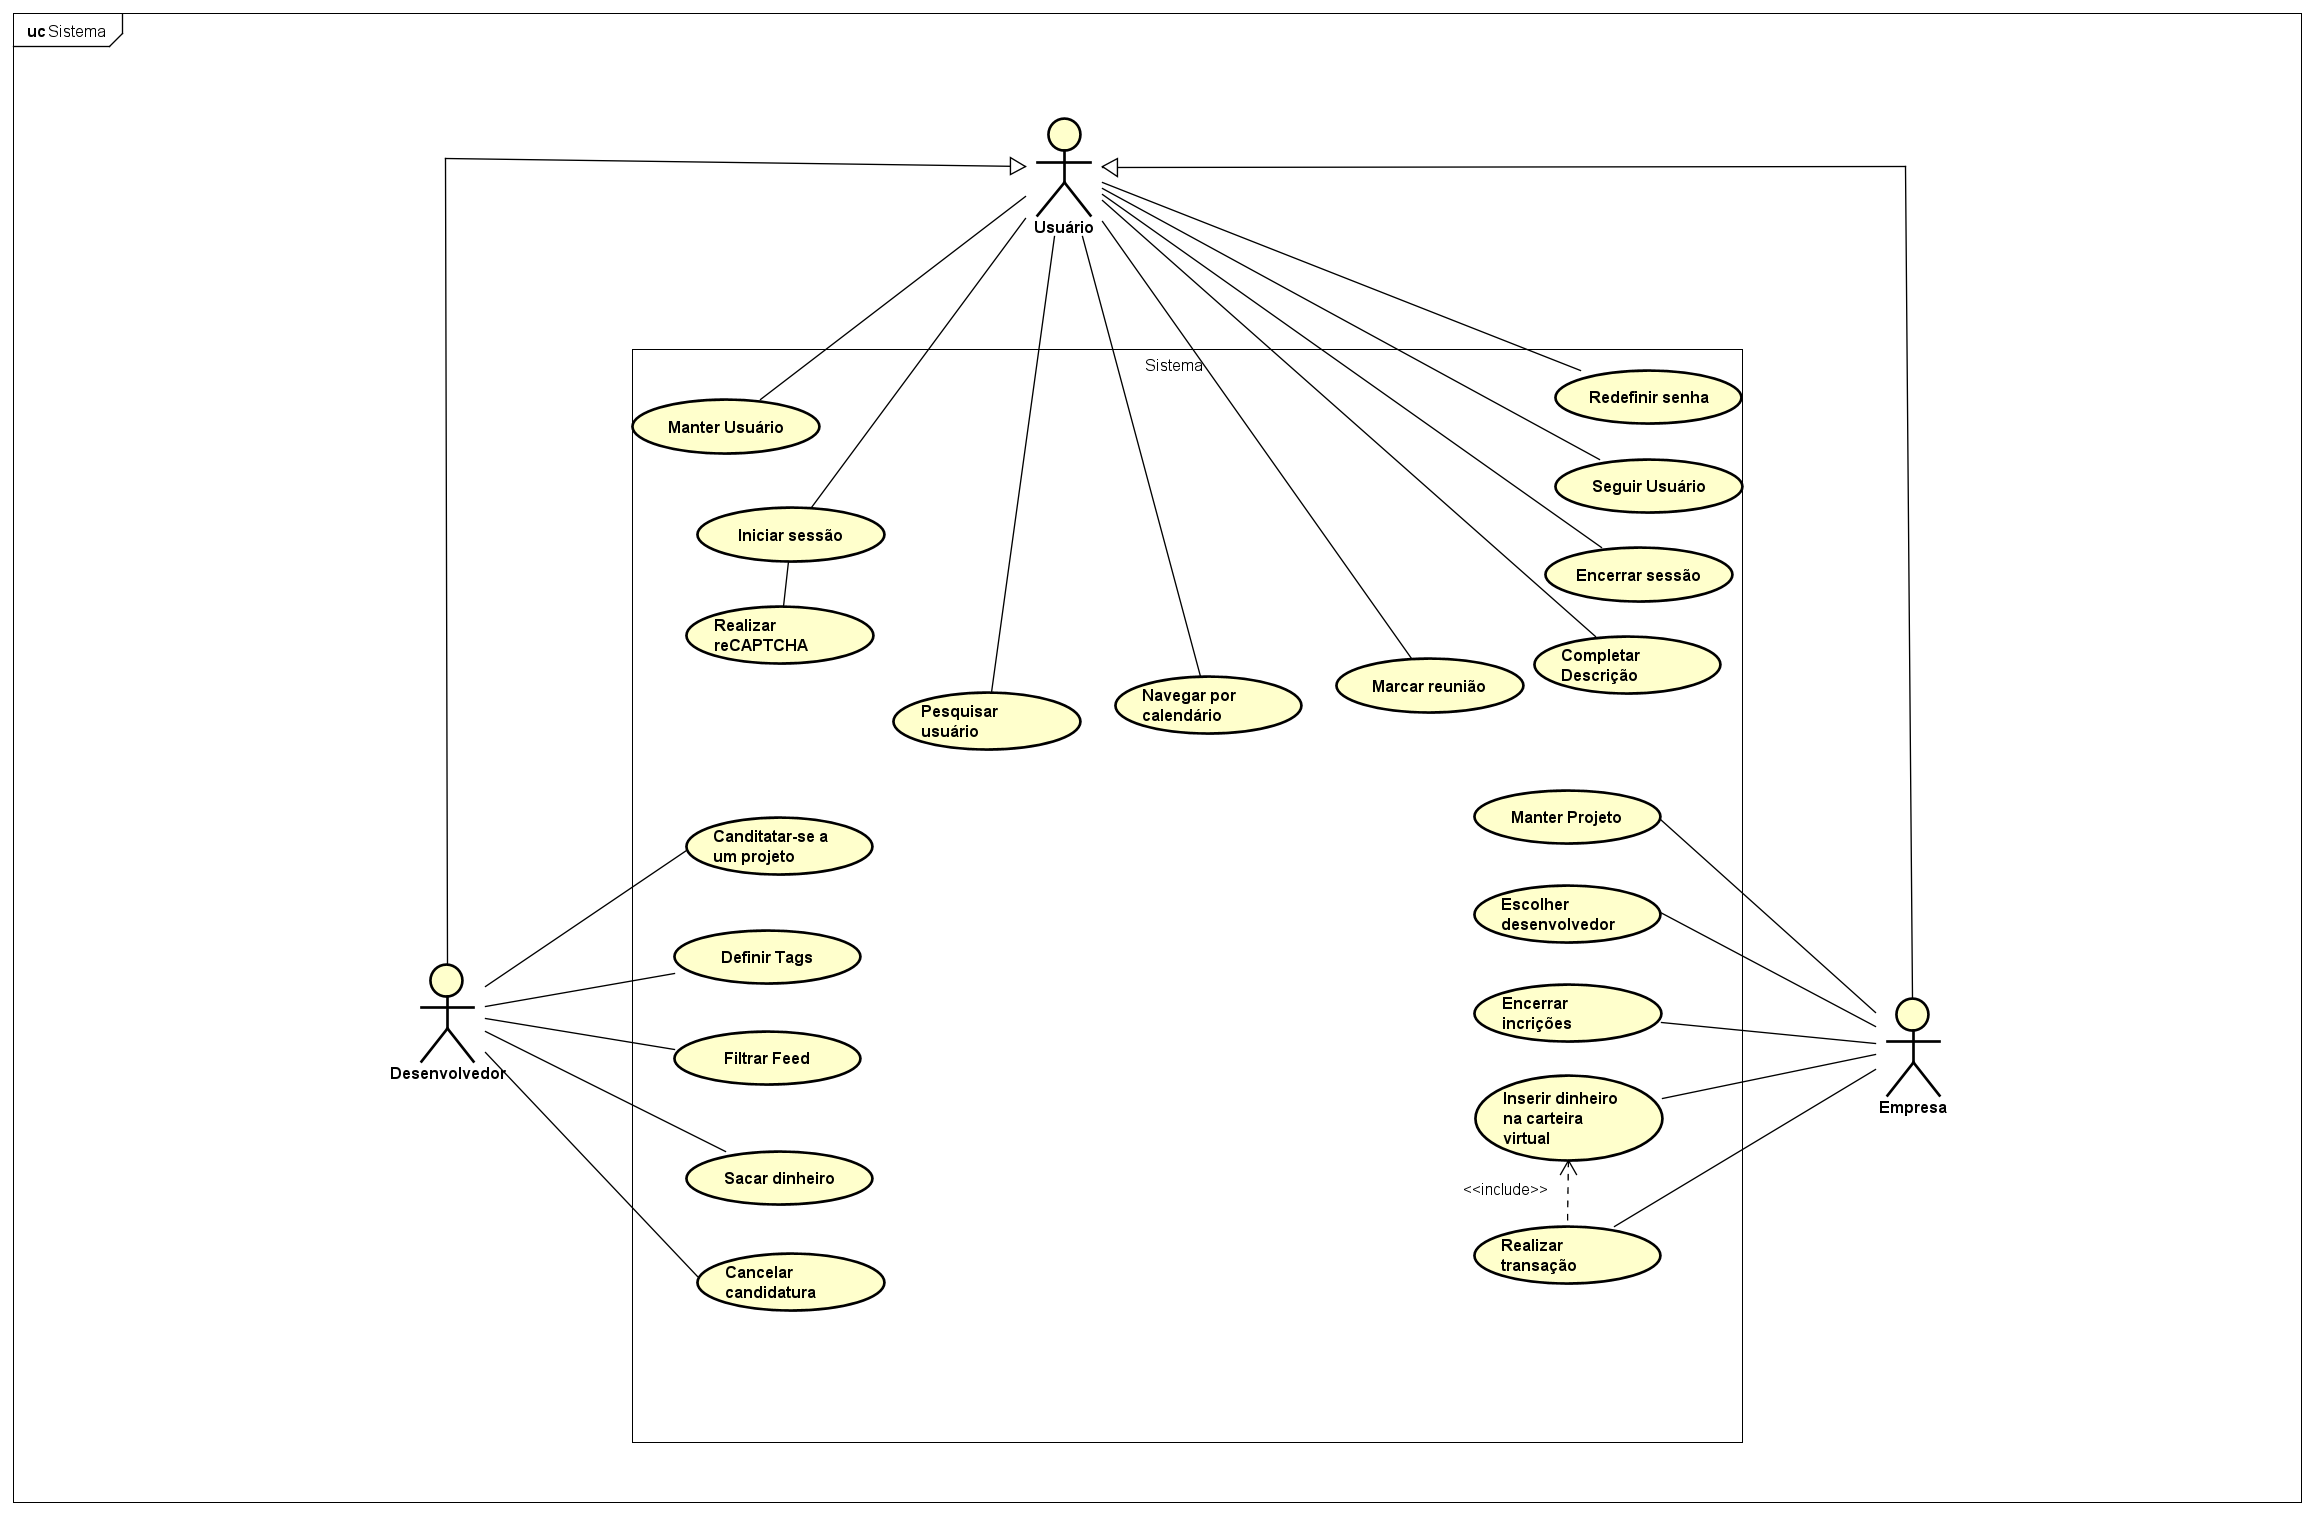 uc Sistema
Usuário
Sistema
Redefinir senha
Manter Usuário
Seguir Usuário
Iniciar sessão
Encerrar sessão
Realizar
reCAPTCHA
Completar
Descrição
Marcar reunião
Navegar por
calendário
Pesquisar
usuário
Manter Projeto
Canditatar-se a
um projeto
Escolher
desenvolvedor
Definir Tags
Encerrar
incrições
Filtrar Feed
Desenvolvedor
Empresa
Inserir dinheiro
na carteira
virtual
Sacar dinheiro
<<include>>
Realizar
transação
Cancelar
candidatura